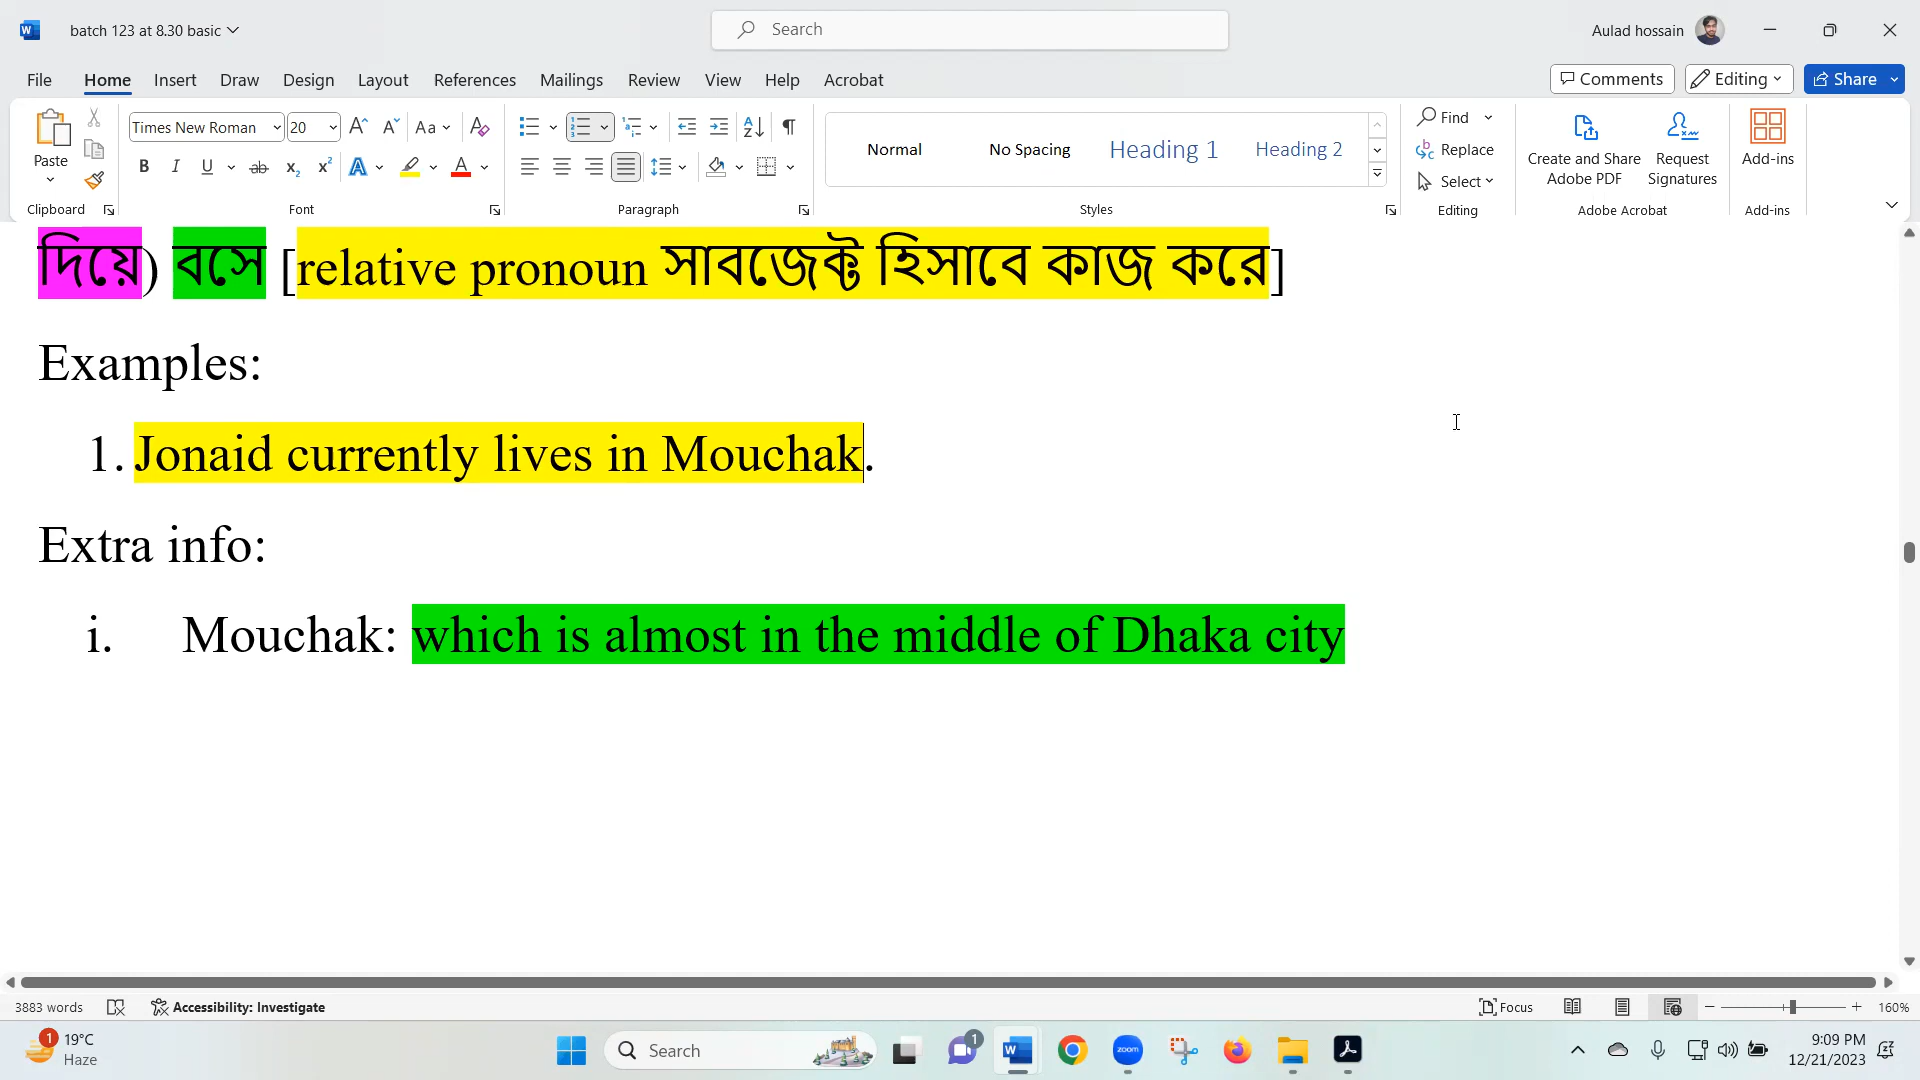 batch 123 at 8.30 basic
Search
Aulad hossain
File Home Insert Draw Design Layout References Mailings Review View Help Acrobat
Comments Editing Share
Paste
Times New Roman 20
Normal No Spacing Heading 1 Heading 2
Find
Replace
Select
Create and Share Adobe PDF
Request Signatures
Add-ins
Clipboard Font Paragraph Styles Editing Adobe Acrobat Add-ins
দিয়ে) বসে [relative pronoun সাবজেক্ট হিসাবে কাজ করে]
Examples:
1. Jonaid currently lives in Mouchak.
Extra info:
i. Mouchak: which is almost in the middle of Dhaka city
3883 words Accessibility: Investigate Focus 160%
1 19°C
Haze
Search
1
zoom
9:09 PM
12/21/2023